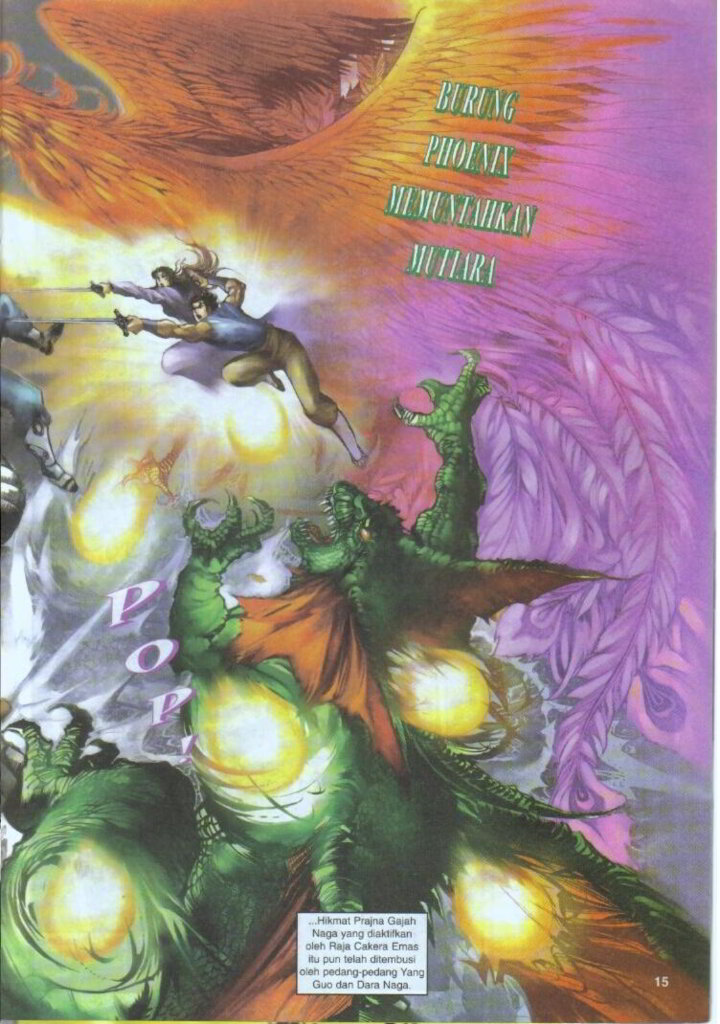 BURUNG
PHOENIX
MEMUNTAHKAN
MUTIARA
POP!
...Hikmat Prajna Gajah
Naga yang diaktifkan
oleh Raja Cakera Emas
itu pun telah ditembusi
oleh pedang-pedang Yang
Guo dan Dara Naga.
15